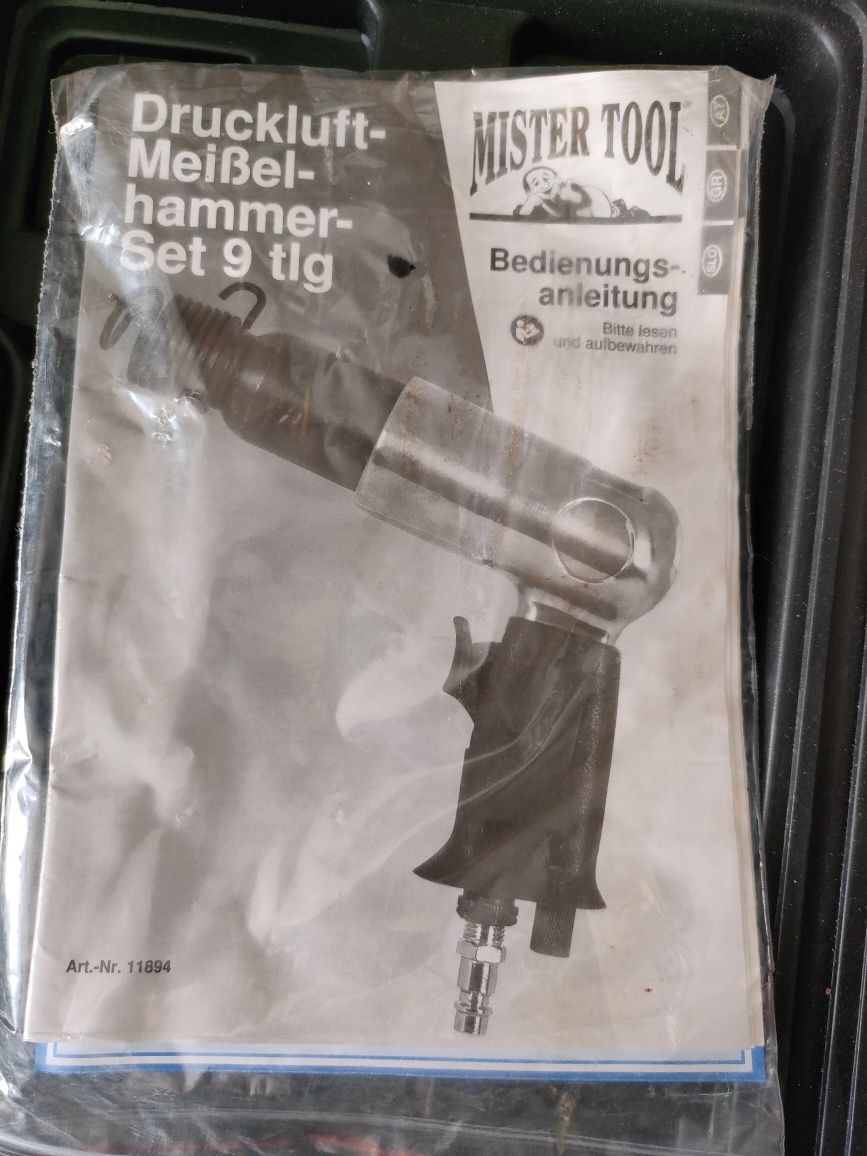 Druckluft-
Meißel-
hammer-
Set 9 tlg
MISTER TOOL
Bedienungs-
anleitung
Bitte lesen
und aufbewahren
AT
GR
SLO
Art.-Nr. 11894